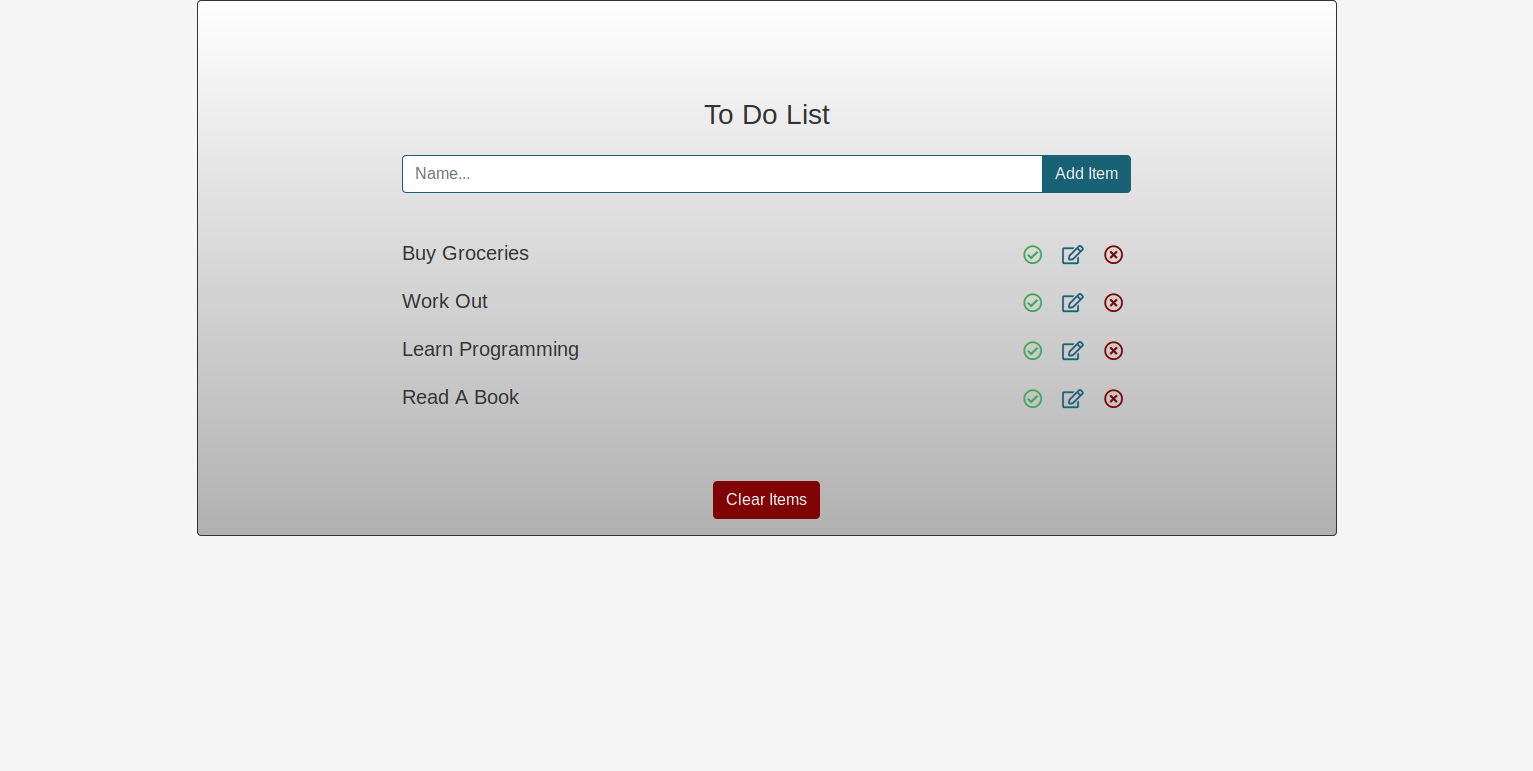 To Do List
Name...
Add Item
Buy Groceries
Work Out
Learn Programming
Read A Book
Clear Items